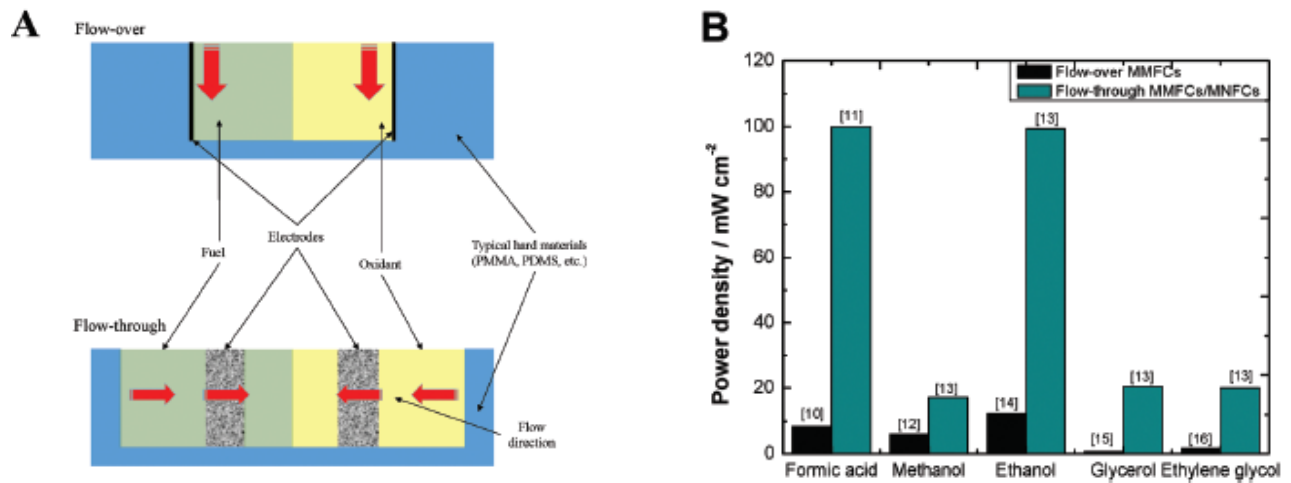 A
Flow-over
Fuel
Electrodes
Oxidant
Typical hard materials
(PMMA, PDMS, etc.)
Flow-through
Flow
direction
B
Power density / mW cm⁻²
120
100
80
60
40
20
0
Flow-over MMFCs
Flow-through MMFCs/MNFCs
[10]
[11]
[12]
[13]
[14]
[13]
[15]
[13]
[16]
[13]
Formic acid
Methanol
Ethanol
Glycerol
Ethylene glycol